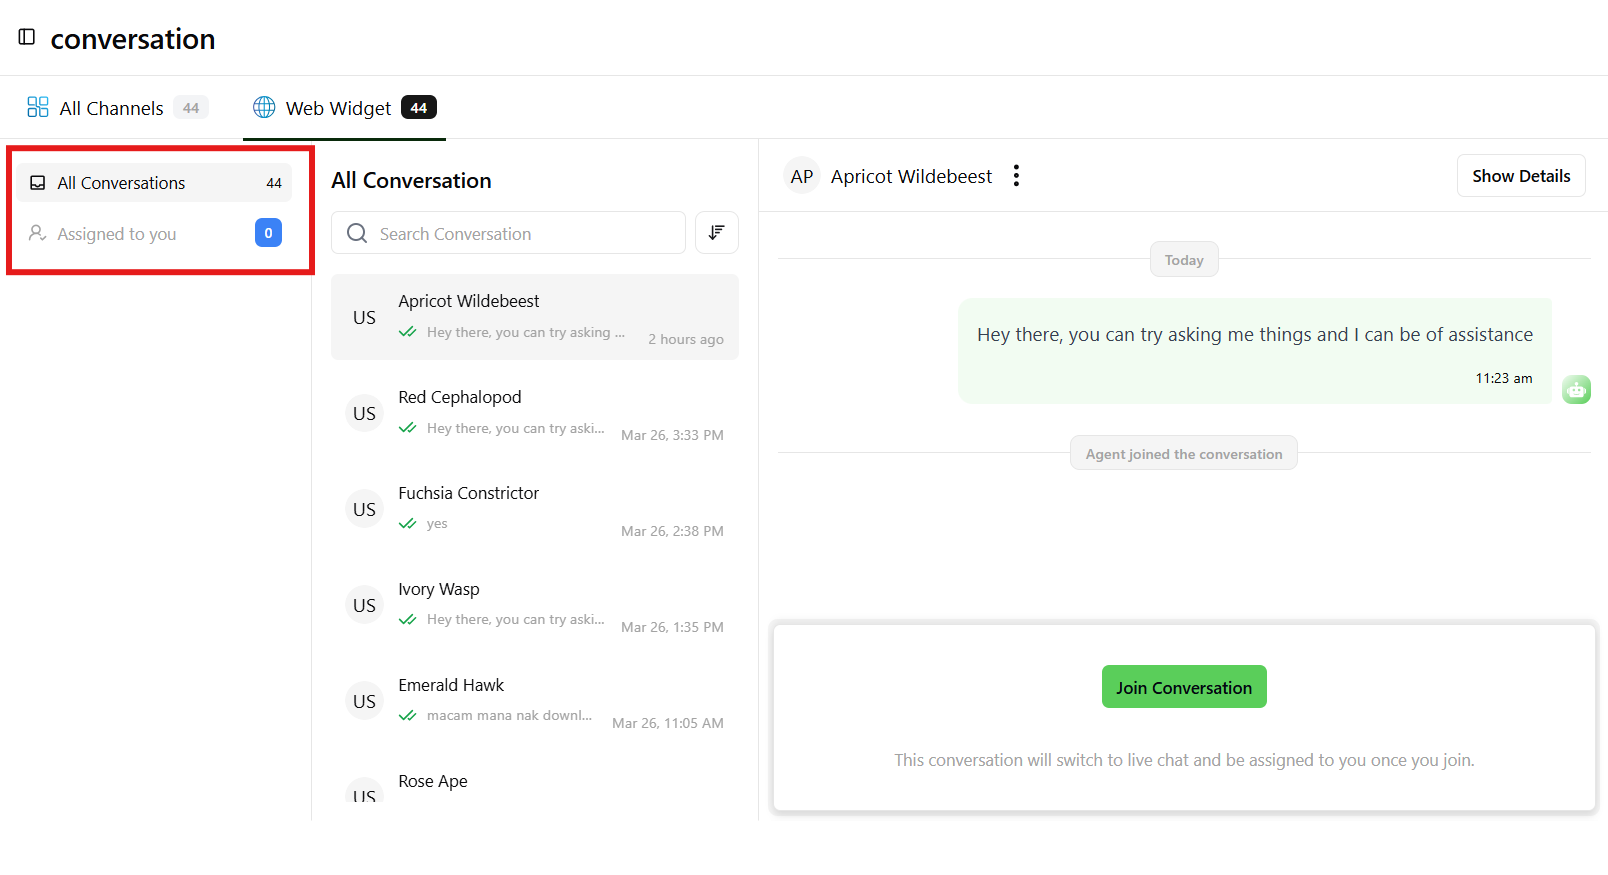 conversation
All Channels 44
Web Widget 44
All Conversations 44
Assigned to you 0
All Conversation
Search Conversation
US
Apricot Wildebeest
Hey there, you can try asking ...
2 hours ago
US
Red Cephalopod
Hey there, you can try aski...
Mar 26, 3:33 PM
US
Fuchsia Constrictor
yes
Mar 26, 2:38 PM
US
Ivory Wasp
Hey there, you can try aski...
Mar 26, 1:35 PM
US
Emerald Hawk
macam mana nak downl...
Mar 26, 11:05 AM
US
Rose Ape
AP Apricot Wildebeest
Show Details
Today
Hey there, you can try asking me things and I can be of assistance
11:23 am
Agent joined the conversation
Join Conversation
This conversation will switch to live chat and be assigned to you once you join.